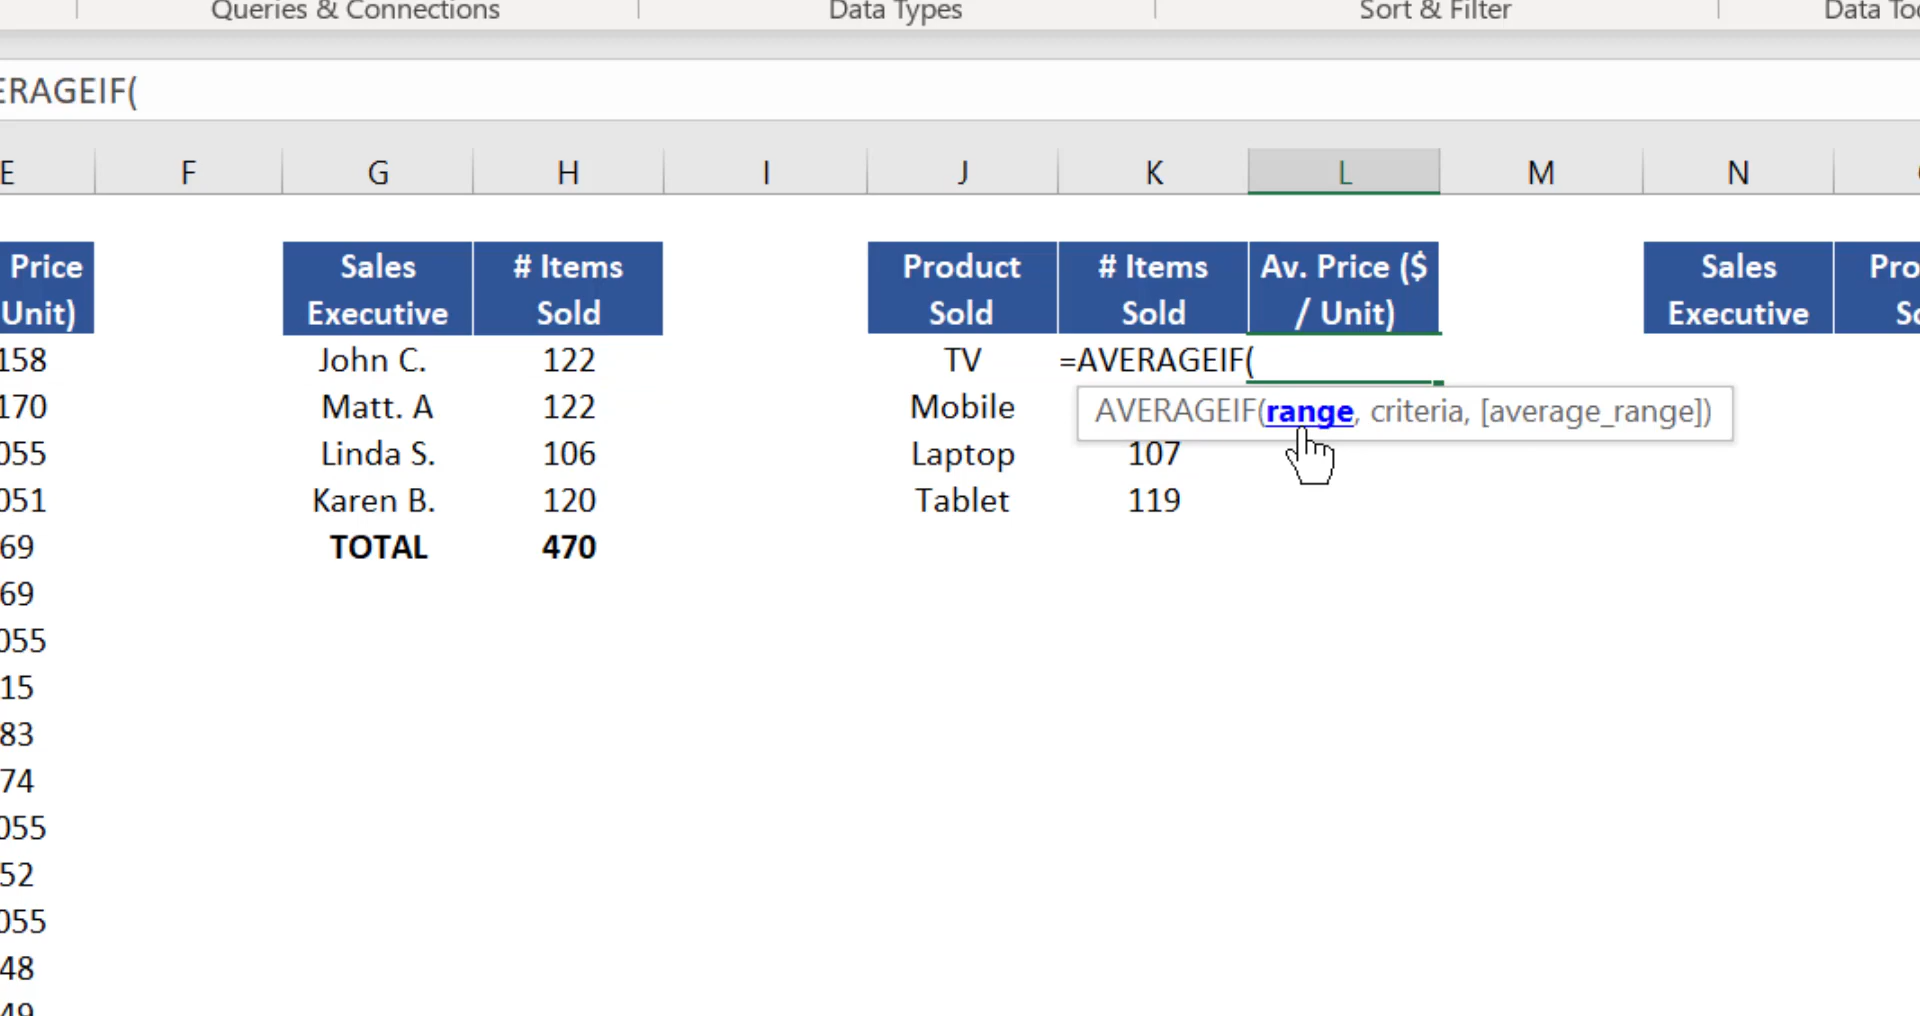 Queries & Connections Data Types Sort & Filter Data Too
ERAGEIF(
E F G H I J K L M N
Price Sales # Items Product # Items Av. Price ($ Sales Pro
Unit) Executive Sold Sold Sold / Unit) Executive So
158 John C. 122 TV =AVERAGEIF(
170 Matt. A 122 Mobile AVERAGEIF(range, criteria, [average_range])
055 Linda S. 106 Laptop 107
051 Karen B. 120 Tablet 119
69 TOTAL 470
69
055
15
83
74
055
52
055
48
49